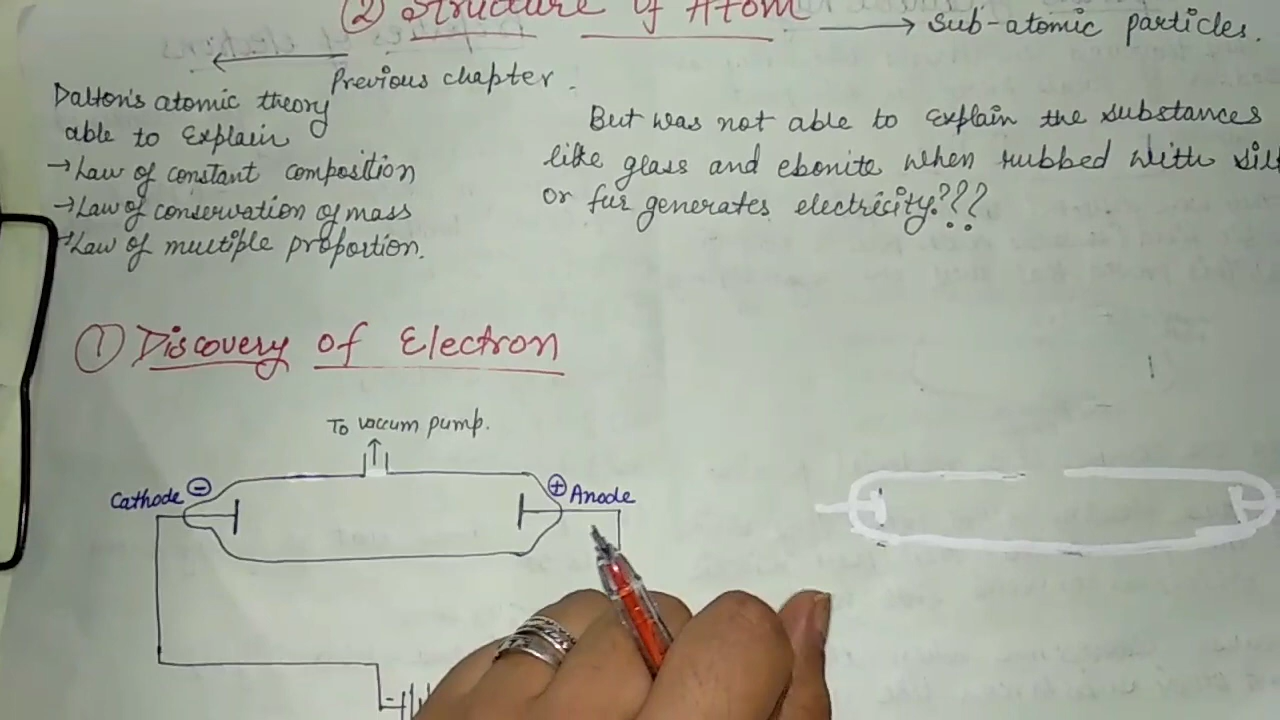 ② Structure of Atom → Sub-atomic particles.
Previous chapter.
Dalton's atomic theory
able to Explain
→ Law of constant composition
→ Law of conservation of mass
→ Law of multiple proportion.
But was not able to Explain the substances
like glass and ebonite when rubbed with
or fur generates electricity.???
① Discovery of Electron
To vaccum pump.
Cathode ⊖
⊕ Anode
-